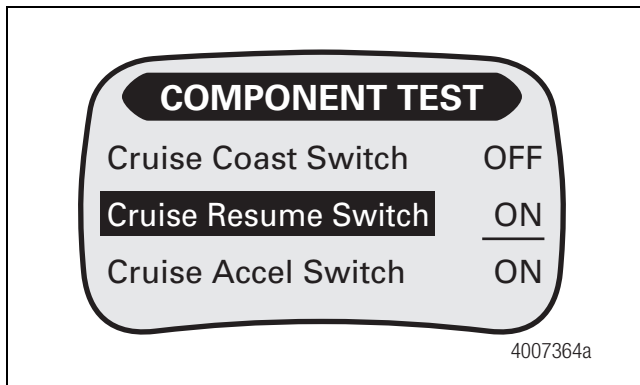 COMPONENT TEST
Cruise Coast Switch OFF
Cruise Resume Switch ON
Cruise Accel Switch ON
4007364a